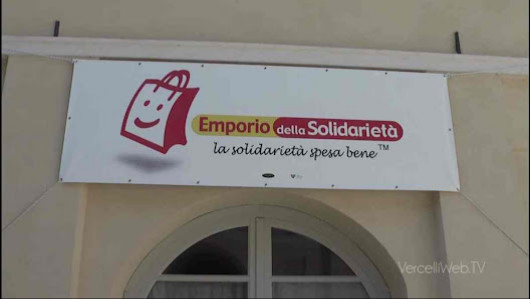 Emporio della Solidarietà
la solidarietà spesa bene™
VercelliWeb.TV